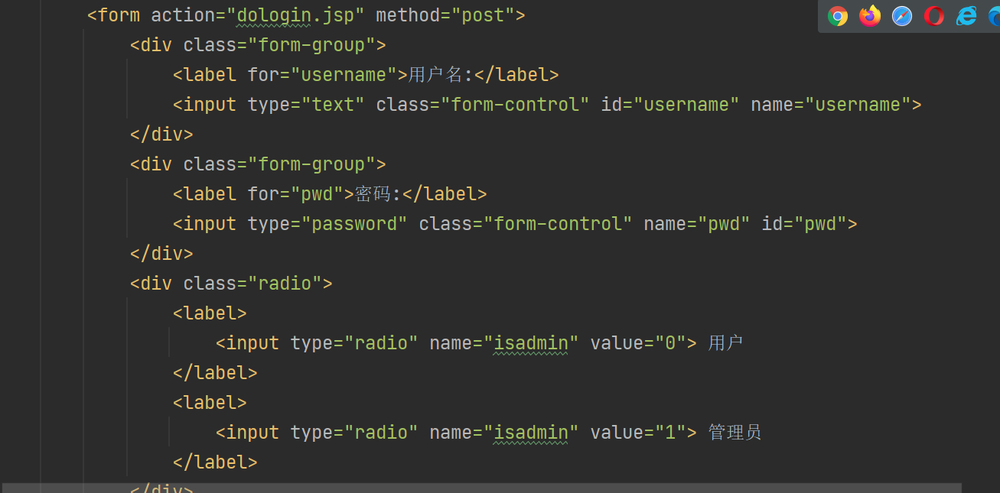 <form action="dologin.jsp" method="post">
<div class="form-group">
<label for="username">用户名:</label>
<input type="text" class="form-control" id="username" name="username">
</div>
<div class="form-group">
<label for="pwd">密码:</label>
<input type="password" class="form-control" name="pwd" id="pwd">
</div>
<div class="radio">
<label>
<input type="radio" name="isadmin" value="0"> 用户
</label>
<label>
<input type="radio" name="isadmin" value="1"> 管理员
</label>
</div>